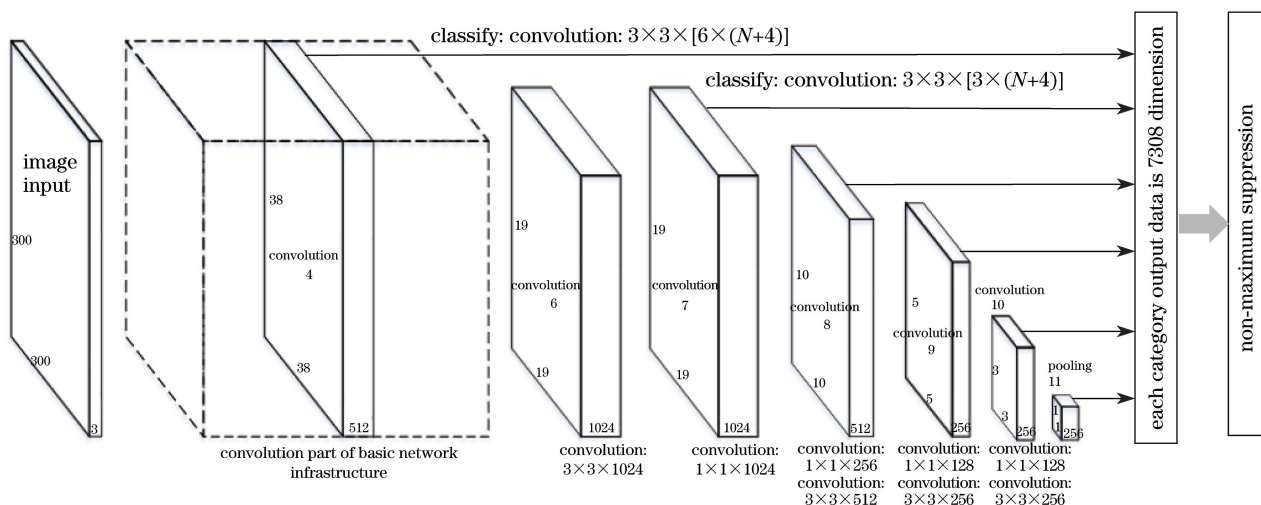 classify: convolution: 3×3×[6×(N+4)]
classify: convolution: 3×3×[3×(N+4)]
image
input
300
300
3
38
convolution
4
38
512
convolution part of basic network
infrastructure
19
convolution
6
19
1024
convolution:
3×3×1024
19
convolution
7
19
1024
convolution:
1×1×1024
10
convolution
8
10
512
convolution:
1×1×256
convolution:
3×3×512
5
convolution
9
5
256
convolution:
1×1×128
convolution:
3×3×256
convolution
10
3
3
256
convolution:
1×1×128
convolution:
3×3×256
pooling
11
1
1
256
each category output data is 7308 dimension
non-maximum suppression